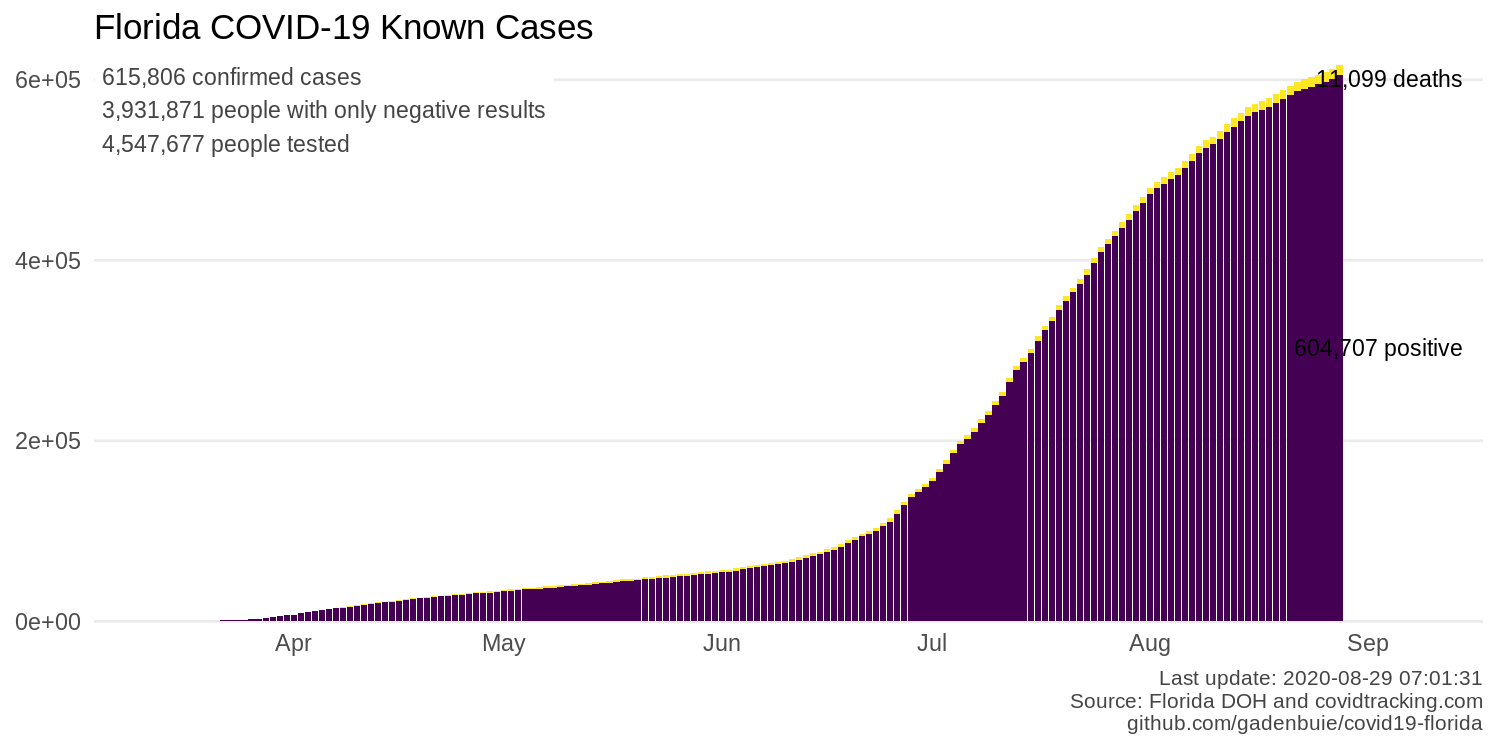 Florida COVID-19 Known Cases
615,806 confirmed cases
3,931,871 people with only negative results
4,547,677 people tested
6e+05
4e+05
2e+05
0e+00
11,099 deaths
604,707 positive
Apr May Jun Jul Aug Sep
Last update: 2020-08-29 07:01:31
Source: Florida DOH and covidtracking.com
github.com/gadenbuie/covid19-florida